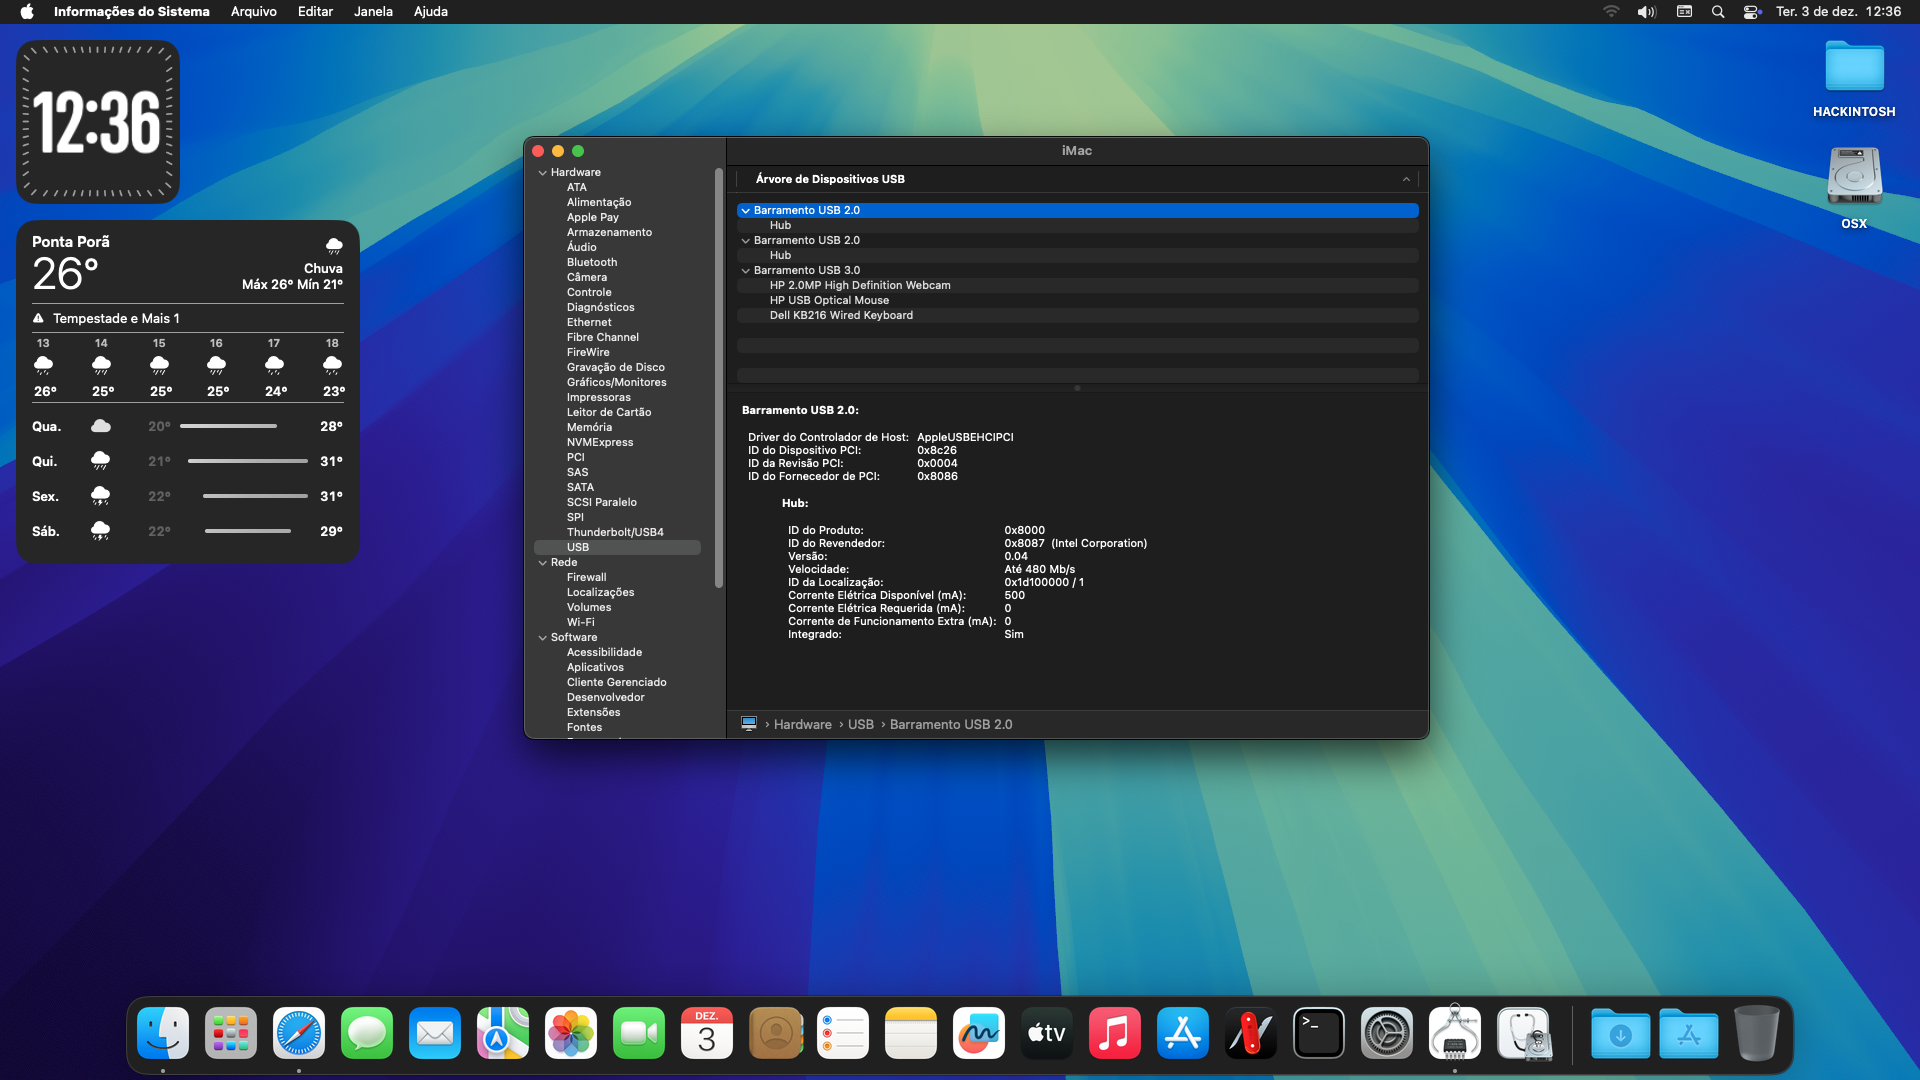 Informações do Sistema Arquivo Editar Janela Ajuda
Ter. 3 de dez. 12:36
12:36
Ponta Porã
26°
Chuva
Máx 26° Mín 21°
Tempestade e Mais 1
13 14 15 16 17 18
26° 25° 25° 25° 24° 23°
Qua. 20° 28°
Qui. 21° 31°
Sex. 22° 31°
Sáb. 22° 29°
HACKINTOSH
OSX
iMac
Hardware
ATA
Alimentação
Apple Pay
Armazenamento
Áudio
Bluetooth
Câmera
Controle
Diagnósticos
Ethernet
Fibre Channel
FireWire
Gravação de Disco
Gráficos/Monitores
Impressoras
Leitor de Cartão
Memória
NVMExpress
PCI
SAS
SATA
SCSI Paralelo
SPI
Thunderbolt/USB4
USB
Rede
Firewall
Localizações
Volumes
Wi-Fi
Software
Acessibilidade
Aplicativos
Cliente Gerenciado
Desenvolvedor
Extensões
Fontes
Árvore de Dispositivos USB
Barramento USB 2.0
Hub
Barramento USB 2.0
Hub
Barramento USB 3.0
HP 2.0MP High Definition Webcam
HP USB Optical Mouse
Dell KB216 Wired Keyboard
Barramento USB 2.0:
Driver do Controlador de Host: AppleUSBEHCIPCI
ID do Dispositivo PCI: 0x8c26
ID da Revisão PCI: 0x0004
ID do Fornecedor de PCI: 0x8086
Hub:
ID do Produto: 0x8000
ID do Revendedor: 0x8087 (Intel Corporation)
Versão: 0.04
Velocidade: Até 480 Mb/s
ID da Localização: 0x1d100000 / 1
Corrente Elétrica Disponível (mA): 500
Corrente Elétrica Requerida (mA): 0
Corrente de Funcionamento Extra (mA): 0
Integrado: Sim
› Hardware › USB › Barramento USB 2.0
DEZ.
3
tv
>_